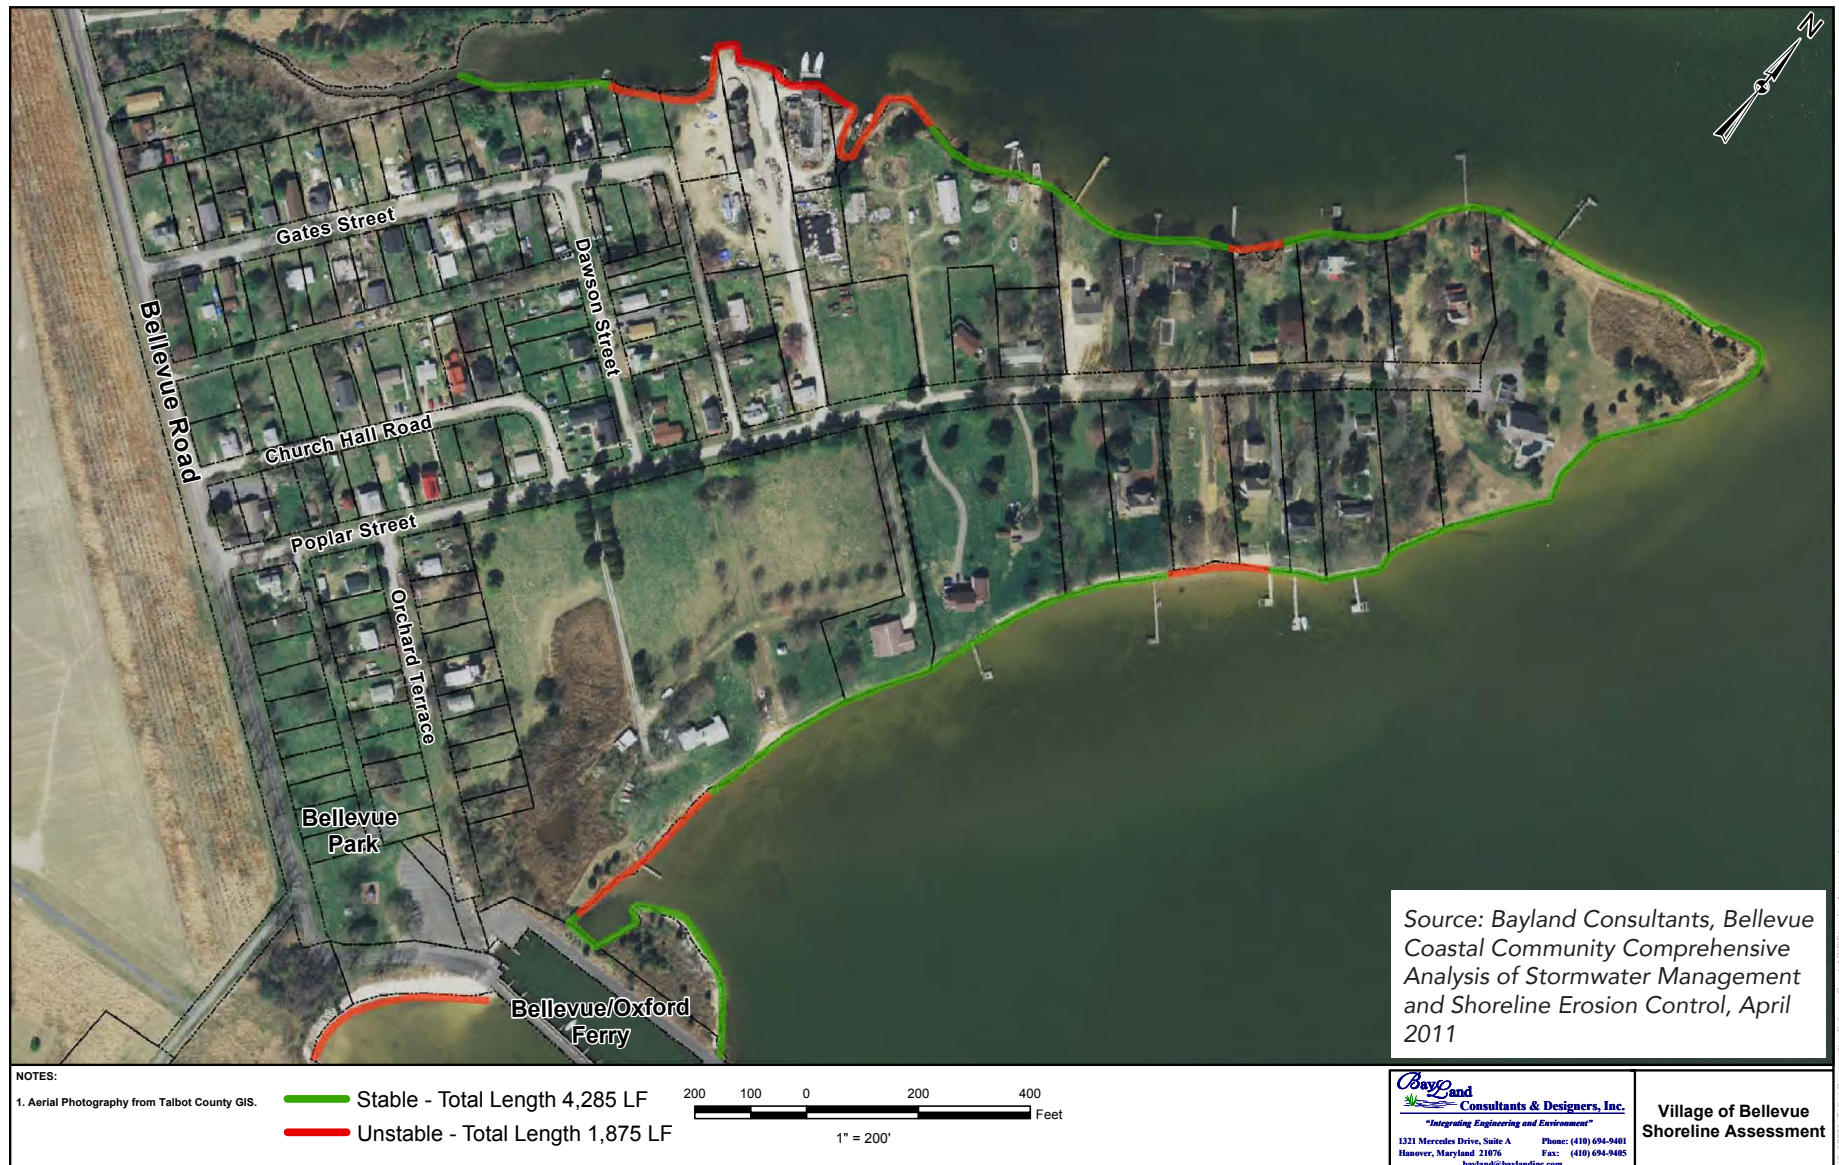 N
Gates Street
Dawson Street
Bellevue Road
Church Hall Road
Poplar Street
Orchard Terrace
Bellevue
Park
Bellevue/Oxford
Ferry
Source: Bayland Consultants, Bellevue
Coastal Community Comprehensive
Analysis of Stormwater Management
and Shoreline Erosion Control, April
2011
NOTES:
1. Aerial Photography from Talbot County GIS.
Stable - Total Length 4,285 LF
Unstable - Total Length 1,875 LF
200 100 0 200 400
Feet
1" = 200'
BayLand
Consultants & Designers, Inc.
"Integrating Engineering and Environment"
1321 Mercedes Drive, Suite A Phone: (410) 694-9401
Hanover, Maryland 21076 Fax: (410) 694-9405
bayland@baylandinc.com
Village of Bellevue
Shoreline Assessment